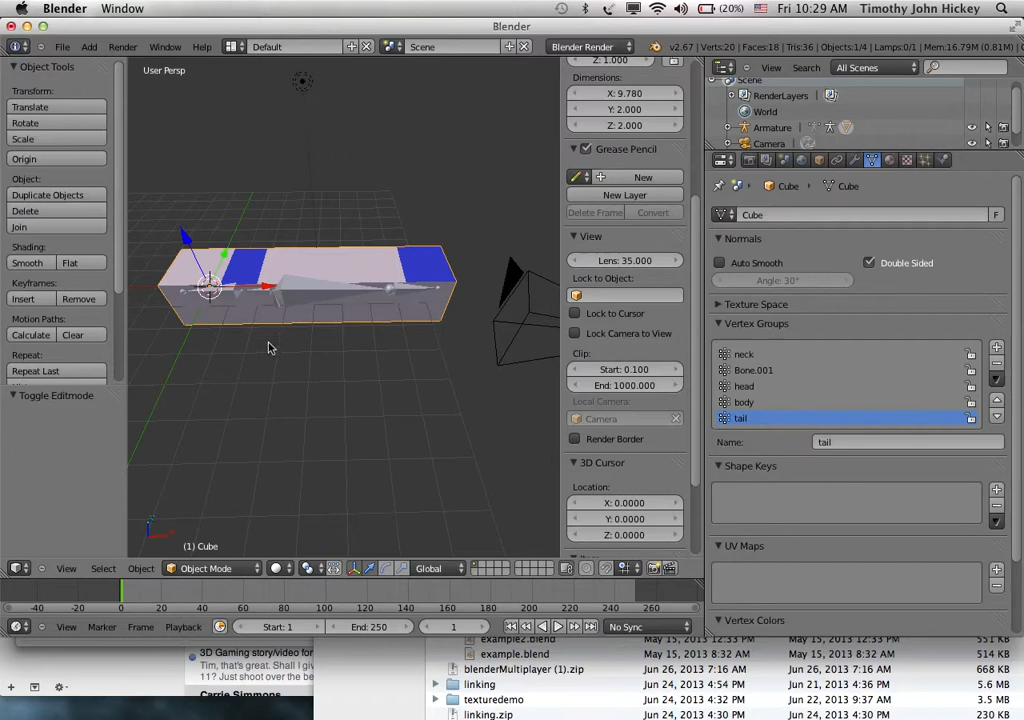 Blender Window (20%) Fri 10:29 AM Timothy John Hickey
Blender
File Add Render Window Help Default Scene Blender Render v2.67 | Verts:20 | Faces:18 | Tris:36 | Objects:1/4 | Lamps:0/1 | Mem:16.79M (0.81M)
Object Tools
Transform:
Translate
Rotate
Scale
Origin
Object:
Duplicate Objects
Delete
Join
Shading:
Smooth Flat
Keyframes:
Insert Remove
Motion Paths:
Calculate Clear
Repeat:
Repeat Last
Toggle Editmode
User Persp
(1) Cube
Z: 1.000
Dimensions:
X: 9.780
Y: 2.000
Z: 2.000
Grease Pencil
New
New Layer
Delete Frame Convert
View
Lens: 35.000
Lock to Object:
Lock to Cursor
Lock Camera to View
Clip:
Start: 0.100
End: 1000.000
Local Camera:
Camera
Render Border
3D Cursor
Location:
X: 0.0000
Y: 0.0000
Z: 0.0000
View Search All Scenes
Scene
RenderLayers
World
Armature
Camera
Cube Cube
Cube F
Normals
Auto Smooth Double Sided
Angle: 30°
Texture Space
Vertex Groups
neck
Bone.001
head
body
tail
Name: tail
Shape Keys
UV Maps
Vertex Colors
View Select Object Object Mode Global
-40 -20 0 20 40 60 80 100 120 140 160 180 200 220 240 260
View Marker Frame Playback Start: 1 End: 250 1 No Sync
3D Gaming story/video for
Tim, that's great. Shall I giv
11? Just shoot over the be
Carrie Simmons
example2.blend May 15, 2013 12:33 PM May 15, 2013 12:33 PM 551 KB
example.blend May 15, 2013 8:32 AM May 15, 2013 8:32 AM 514 KB
blenderMultiplayer (1).zip Jun 26, 2013 7:16 AM Jun 26, 2013 7:16 AM 668 KB
linking Jun 24, 2013 4:54 PM Jun 21, 2013 4:36 PM 5.6 MB
texturedemo Jun 24, 2013 4:32 PM Jun 22, 2013 9:37 AM 3.5 MB
linking.zip Jun 24, 2013 4:36 PM Jun 24, 2013 4:36 PM 230 KB